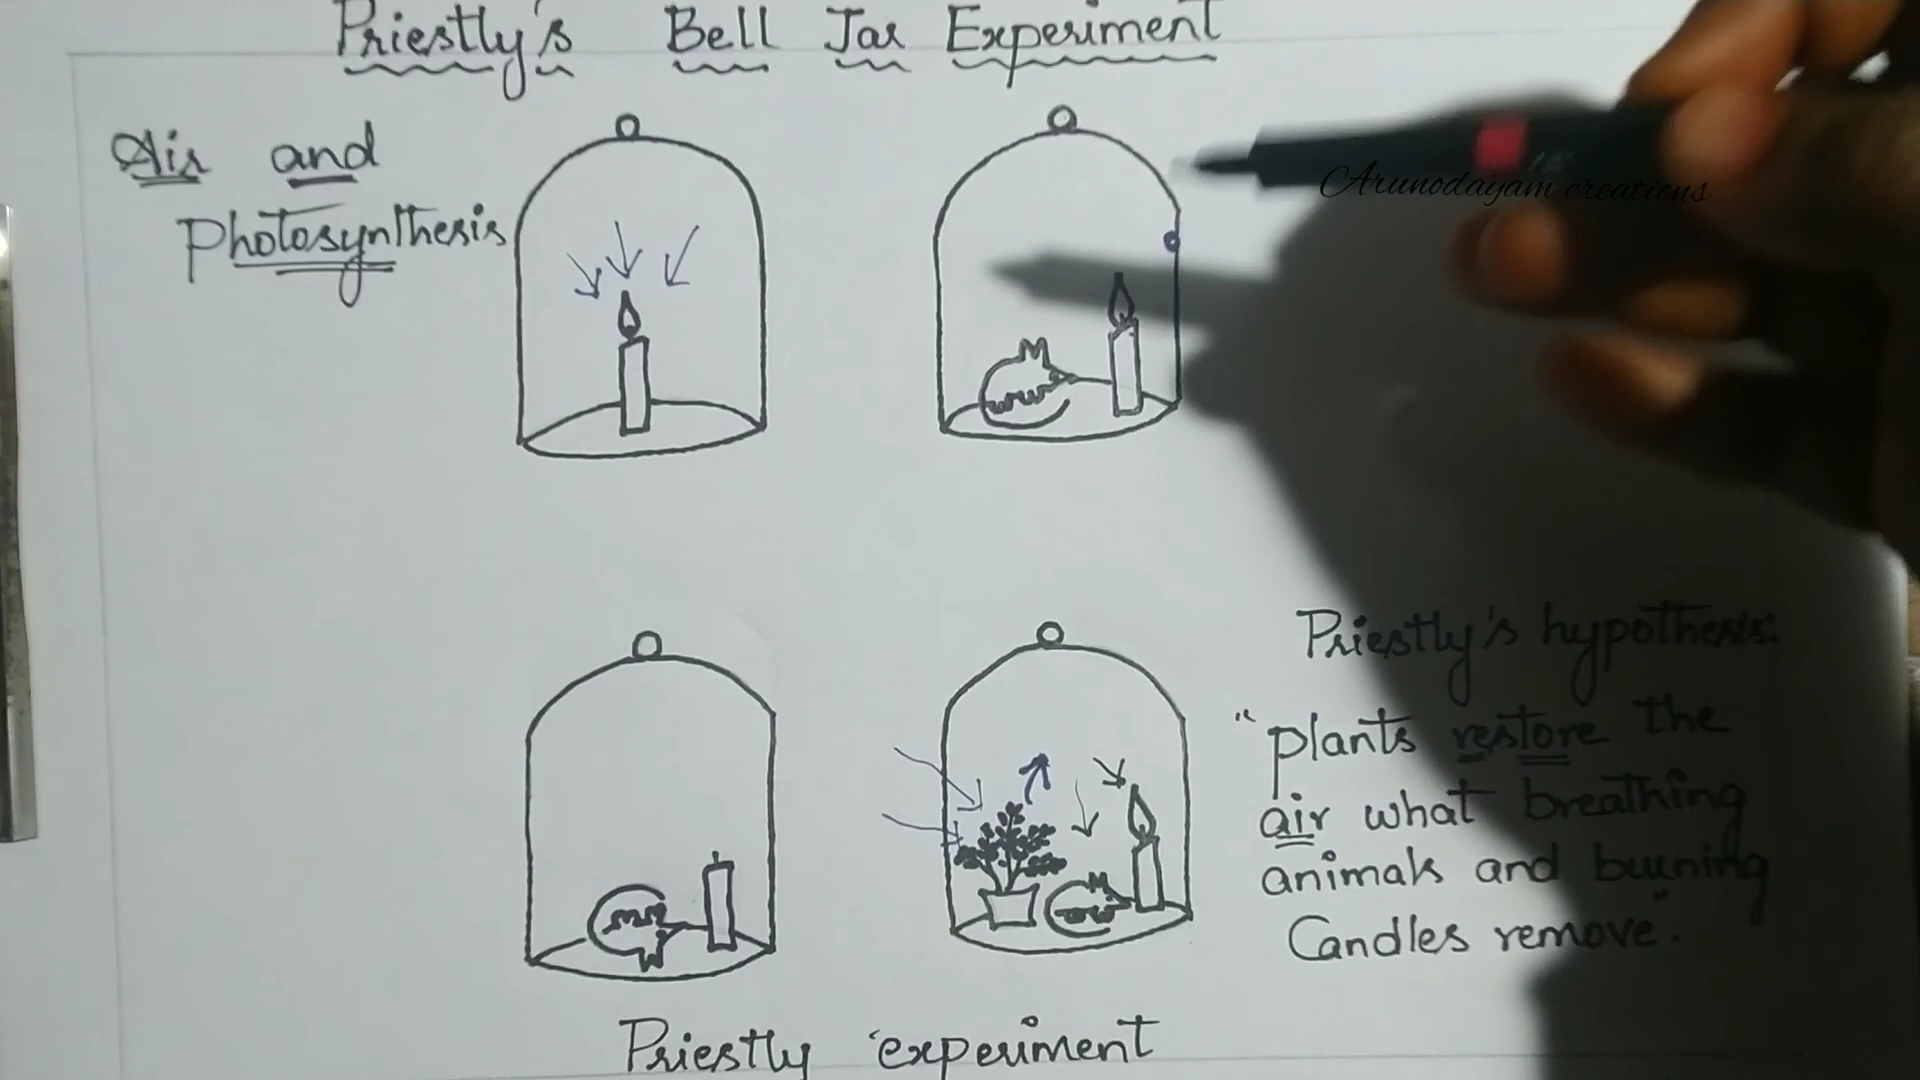 Priestly's Bell Jar Experiment
Air and
Photosynthesis
Arunodayam creations
Priestly's hypothesis:
"plants restore the
air what breathing
animals and burning
Candles remove".
Priestly experiment